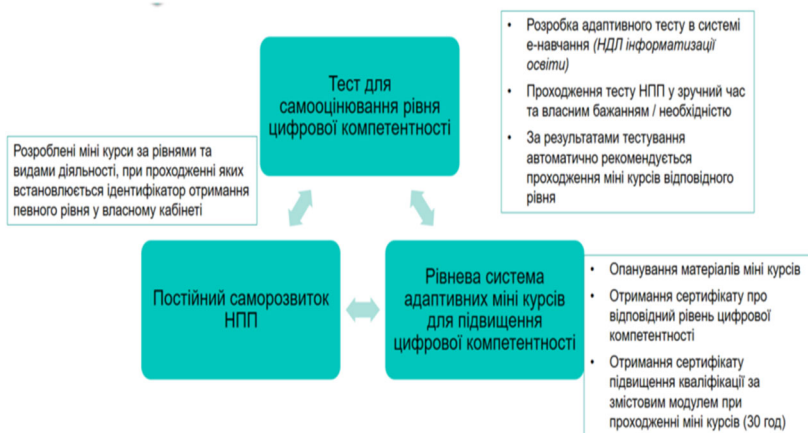 Тест для
самооцінювання рівня
цифрової компетентності
• Розробка адаптивного тесту в системі
е-навчання (НДЛ інформатизації
освіти)
• Проходження тесту НПП у зручний час
та власним бажанням / необхідністю
• За результатами тестування
автоматично рекомендується
проходження міні курсів відповідного
рівня
Розроблені міні курси за рівнями та
видами діяльності, при проходженні яких
встановлюється ідентифікатор отримання
певного рівня у власному кабінеті
Постійний саморозвиток
НПП
Рівнева система
адаптивних міні курсів
для підвищення
цифрової компетентності
• Опанування матеріалів міні курсів
• Отримання сертифікату про
відповідний рівень цифрової
компетентності
• Отримання сертифікату
підвищення кваліфікації за
змістовим модулем при
проходженні міні курсів (30 год)